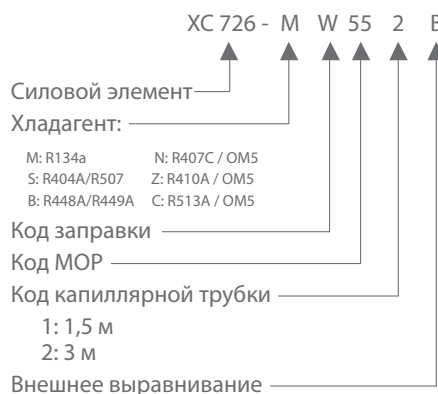 XC 726 - M W 55 2 B
Силовой элемент
Хладагент:
M: R134a N: R407C / OM5
S: R404A/R507 Z: R410A / OM5
B: R448A/R449A C: R513A / OM5
Код заправки
Код МОР
Код капиллярной трубки
1: 1,5 м
2: 3 м
Внешнее выравнивание